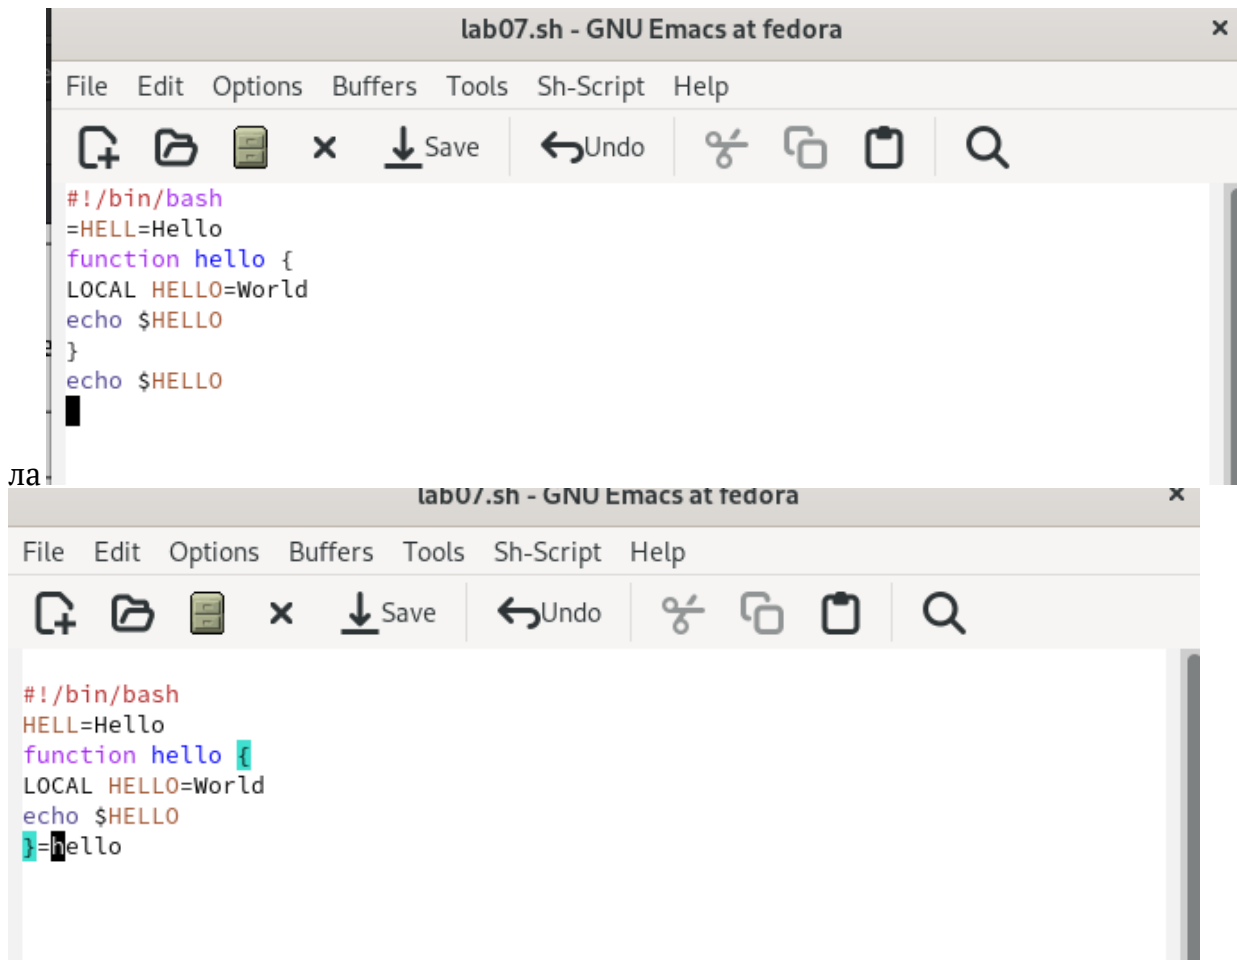 lab07.sh - GNU Emacs at fedora
File Edit Options Buffers Tools Sh-Script Help
Save Undo
#!/bin/bash
=HELL=Hello
function hello {
LOCAL HELLO=World
echo $HELLO
}
echo $HELLO
ла
lab07.sh - GNU Emacs at fedora
File Edit Options Buffers Tools Sh-Script Help
Save Undo
#!/bin/bash
HELL=Hello
function hello {
LOCAL HELLO=World
echo $HELLO
}=hello